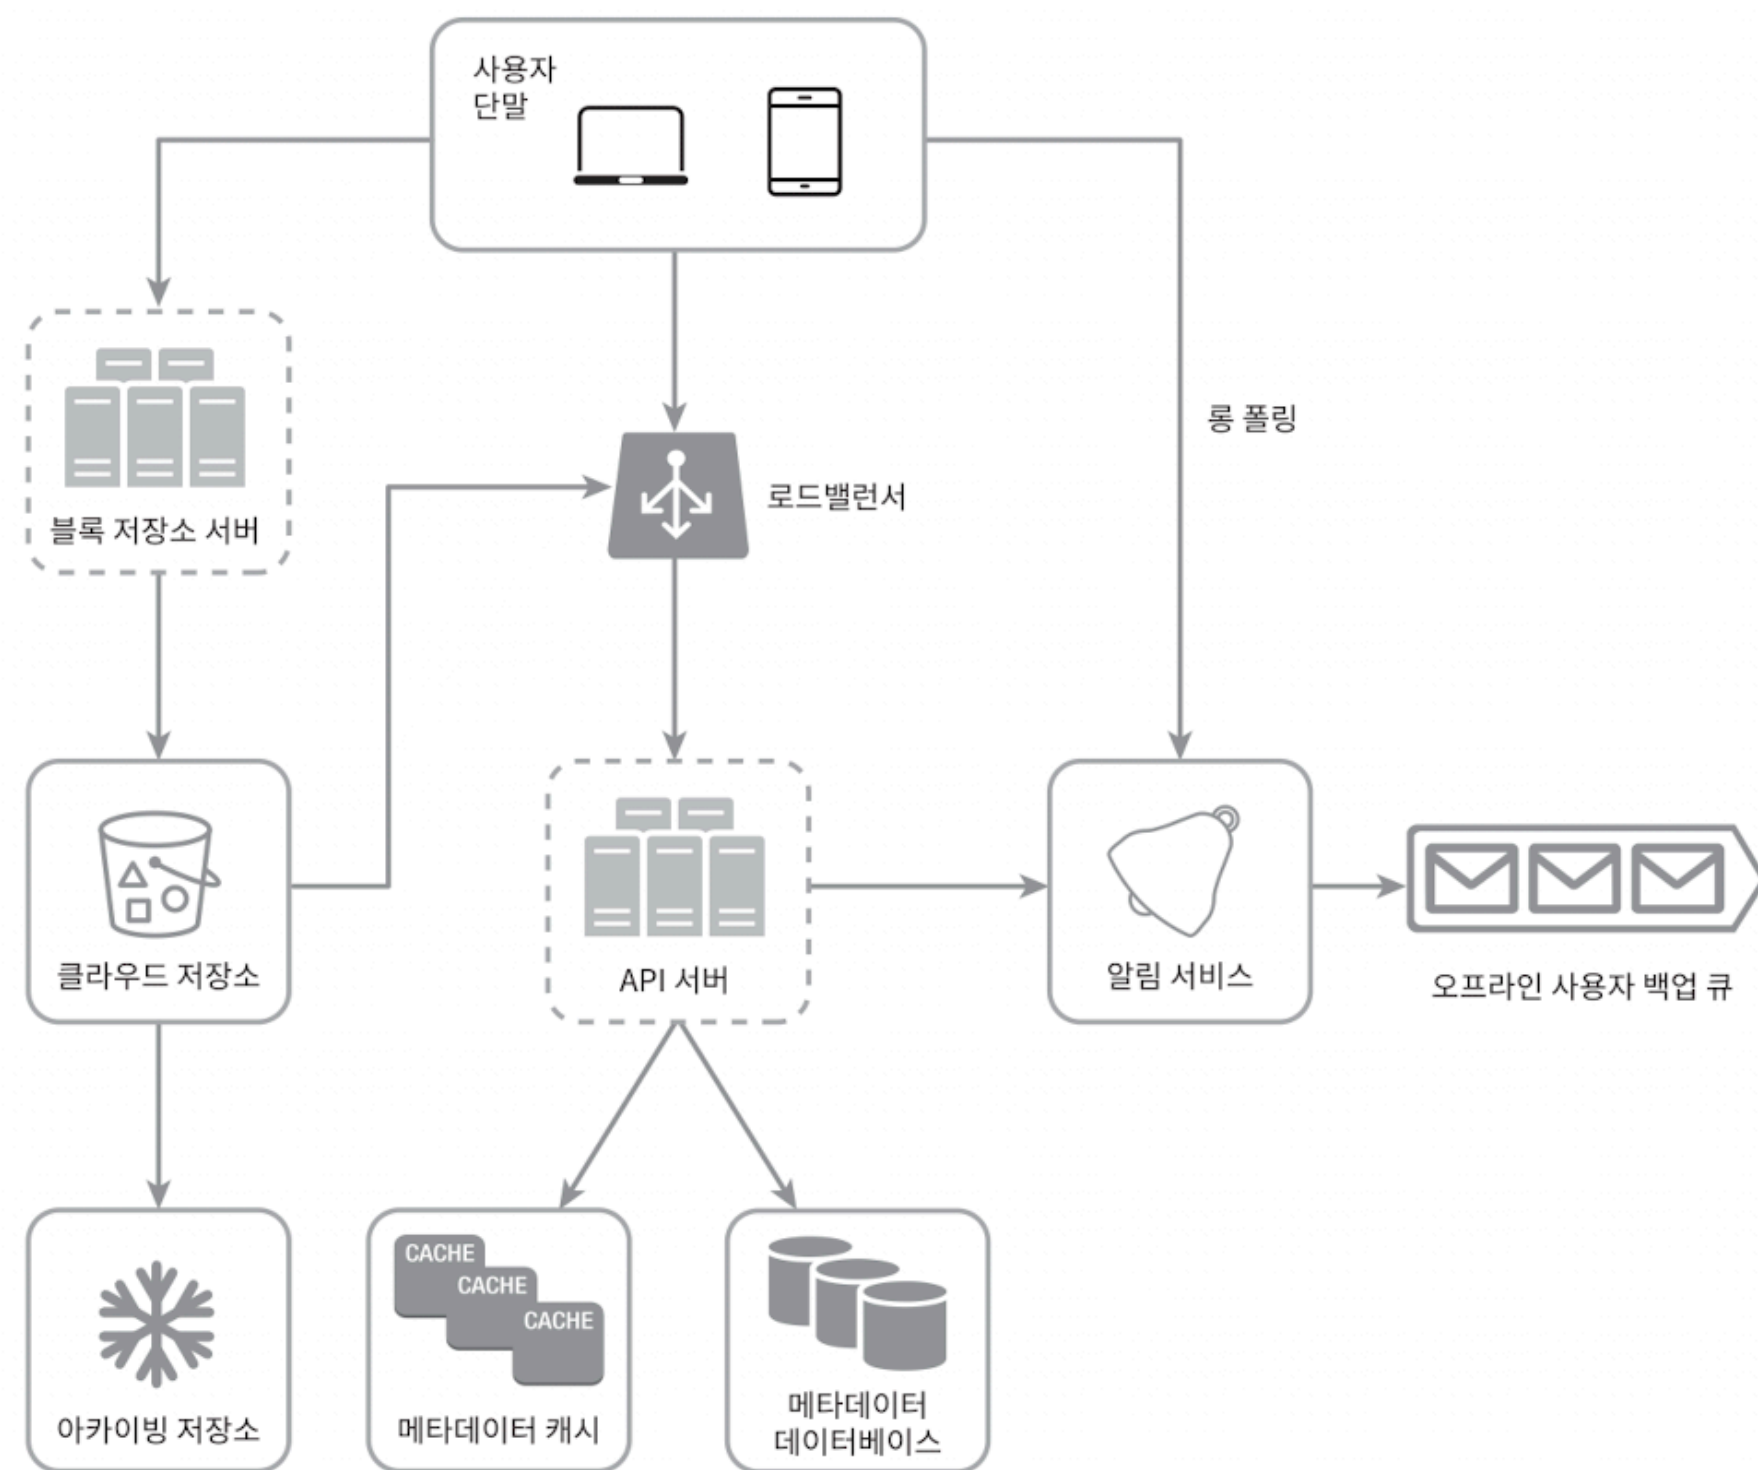 사용자
단말
롱 폴링
로드밸런서
블록 저장소 서버
클라우드 저장소
API 서버
알림 서비스
오프라인 사용자 백업 큐
CACHE
CACHE
CACHE
아카이빙 저장소
메타데이터 캐시
메타데이터
데이터베이스